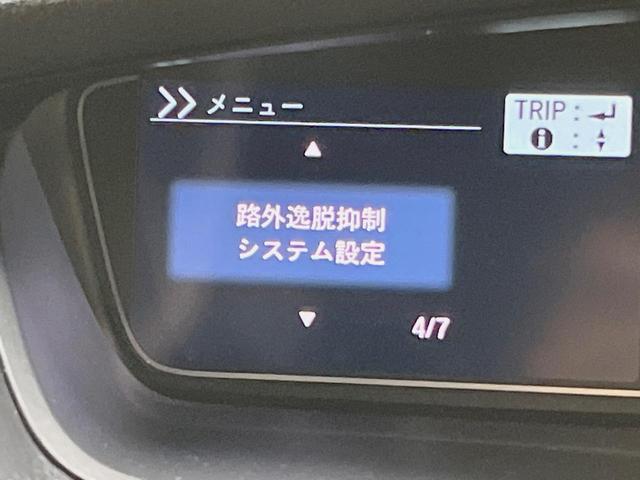 メニュー
TRIP :
i :
路外逸脱抑制
システム設定
4/7